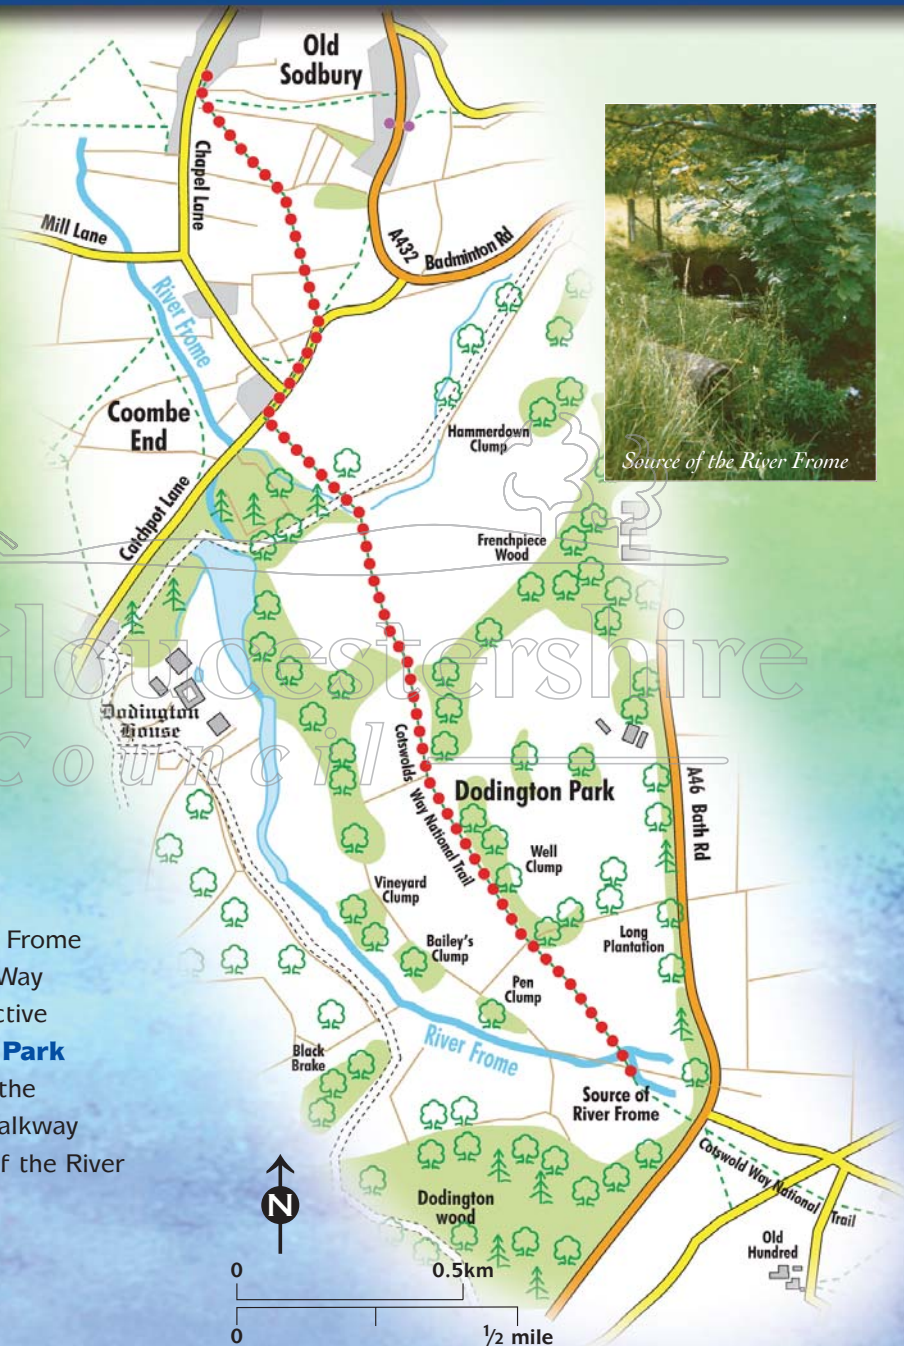 Old
Sodbury
Chapel Lane
Mill Lane
A432
Badminton Rd
River Frome
Source of the River Frome
Coombe
End
Hammerdown
Clump
Catchpot Lane
Frenchpiece
Wood
Gloucestershire
Council
Dodington
House
Cotswolds Way National Trail
Dodington Park
A46 Bath Rd
Well
Clump
Vineyard
Clump
Long
Plantation
Bailey's
Clump
Pen
Clump
Frome
Way
ctive
Park
the
alkway
f the River
River Frome
Black
Brake
Source of
River Frome
Cotswold Way National Trail
Dodington
wood
Old
Hundred
N
0 0.5km
0 1/2 mile